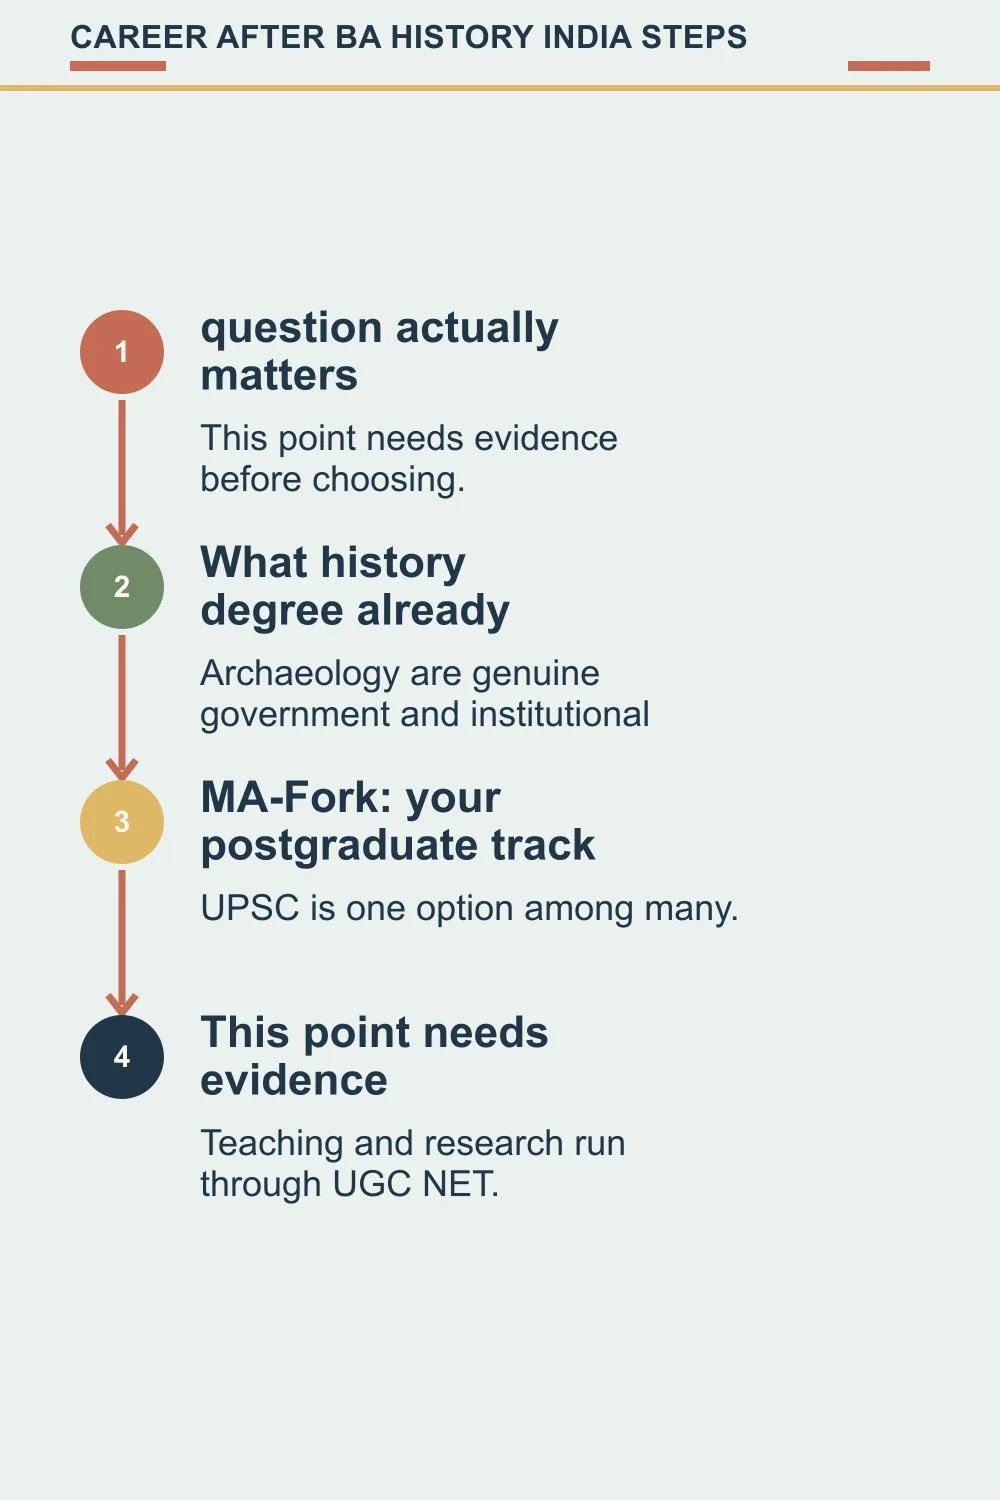 CAREER AFTER BA HISTORY INDIA STEPS
1
question actually
matters
This point needs evidence
before choosing.
2
What history
degree already
Archaeology are genuine
government and institutional
3
MA-Fork: your
postgraduate track
UPSC is one option among many.
4
This point needs
evidence
Teaching and research run
through UGC NET.